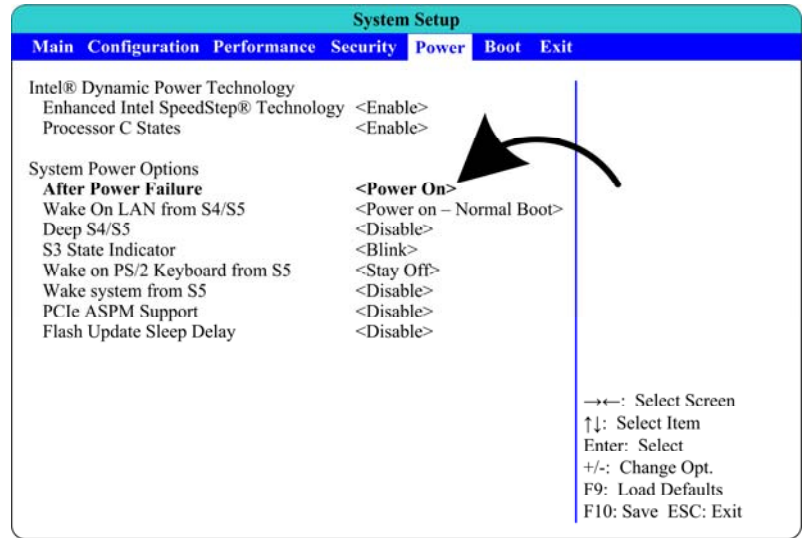 System Setup
Main Configuration Performance Security Power Boot Exit
Intel® Dynamic Power Technology
Enhanced Intel SpeedStep® Technology <Enable>
Processor C States <Enable>
System Power Options
After Power Failure <Power On>
Wake On LAN from S4/S5 <Power on – Normal Boot>
Deep S4/S5 <Disable>
S3 State Indicator <Blink>
Wake on PS/2 Keyboard from S5 <Stay Off>
Wake system from S5 <Disable>
PCIe ASPM Support <Disable>
Flash Update Sleep Delay <Disable>
→←: Select Screen
↑↓: Select Item
Enter: Select
+/-: Change Opt.
F9: Load Defaults
F10: Save ESC: Exit